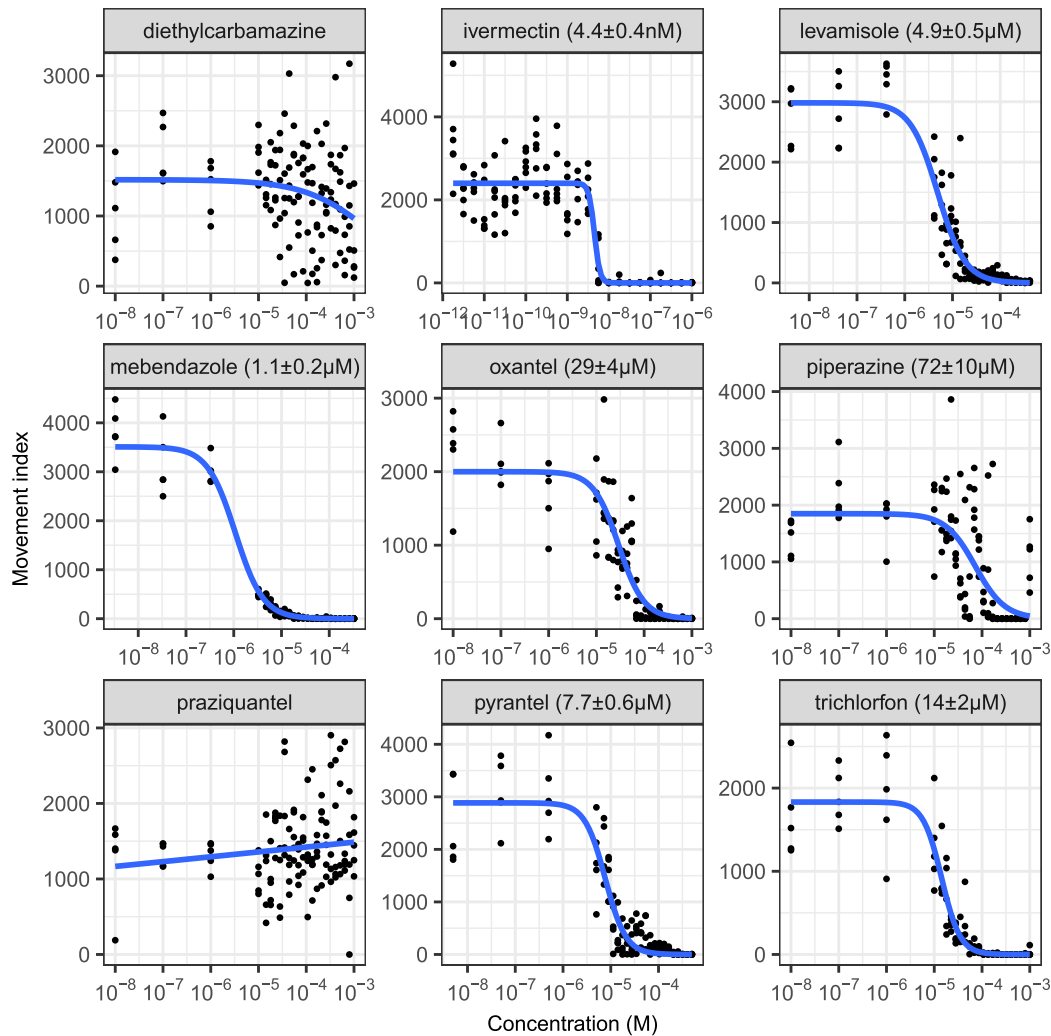 diethylcarbamazine
ivermectin (4.4±0.4nM)
levamisole (4.9±0.5µM)
3000
2000
1000
0
4000
2000
0
3000
2000
1000
0
10⁻⁸ 10⁻⁷ 10⁻⁶ 10⁻⁵ 10⁻⁴ 10⁻³
10⁻¹² 10⁻¹¹ 10⁻¹⁰ 10⁻⁹ 10⁻⁸ 10⁻⁷ 10⁻⁶
10⁻⁸ 10⁻⁷ 10⁻⁶ 10⁻⁵ 10⁻⁴
mebendazole (1.1±0.2µM)
oxantel (29±4µM)
piperazine (72±10µM)
Movement index
4000
3000
2000
1000
0
3000
2000
1000
0
4000
3000
2000
1000
0
10⁻⁸ 10⁻⁷ 10⁻⁶ 10⁻⁵ 10⁻⁴
10⁻⁸ 10⁻⁷ 10⁻⁶ 10⁻⁵ 10⁻⁴ 10⁻³
10⁻⁸ 10⁻⁷ 10⁻⁶ 10⁻⁵ 10⁻⁴ 10⁻³
praziquantel
pyrantel (7.7±0.6µM)
trichlorfon (14±2µM)
3000
2000
1000
0
4000
3000
2000
1000
0
2000
1000
0
10⁻⁸ 10⁻⁷ 10⁻⁶ 10⁻⁵ 10⁻⁴ 10⁻³
10⁻⁸ 10⁻⁷ 10⁻⁶ 10⁻⁵ 10⁻⁴
10⁻⁸ 10⁻⁷ 10⁻⁶ 10⁻⁵ 10⁻⁴ 10⁻³
Concentration (M)